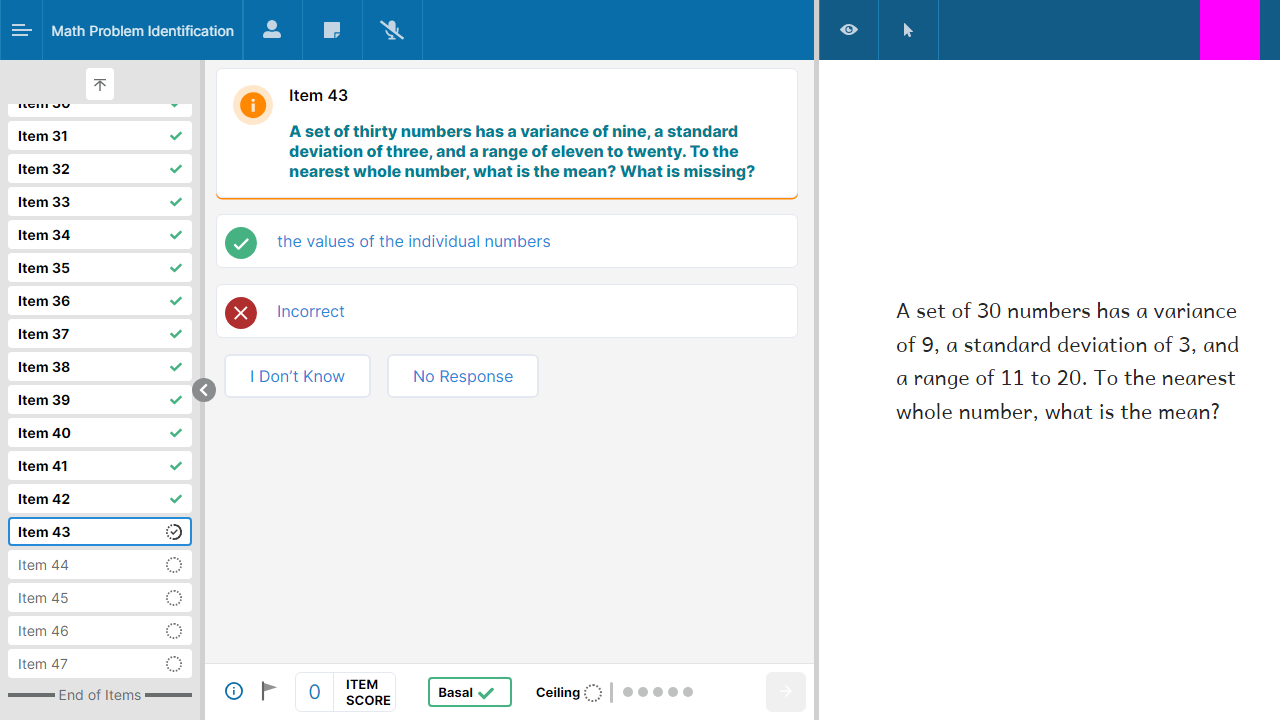 Math Problem Identification
Item 30
Item 31
Item 32
Item 33
Item 34
Item 35
Item 36
Item 37
Item 38
Item 39
Item 40
Item 41
Item 42
Item 43
Item 44
Item 45
Item 46
Item 47
End of Items
Item 43
A set of thirty numbers has a variance of nine, a standard
deviation of three, and a range of eleven to twenty. To the
nearest whole number, what is the mean? What is missing?
the values of the individual numbers
Incorrect
I Don’t Know
No Response
0
ITEM
SCORE
Basal
Ceiling
A set of 30 numbers has a variance
of 9, a standard deviation of 3, and
a range of 11 to 20. To the nearest
whole number, what is the mean?